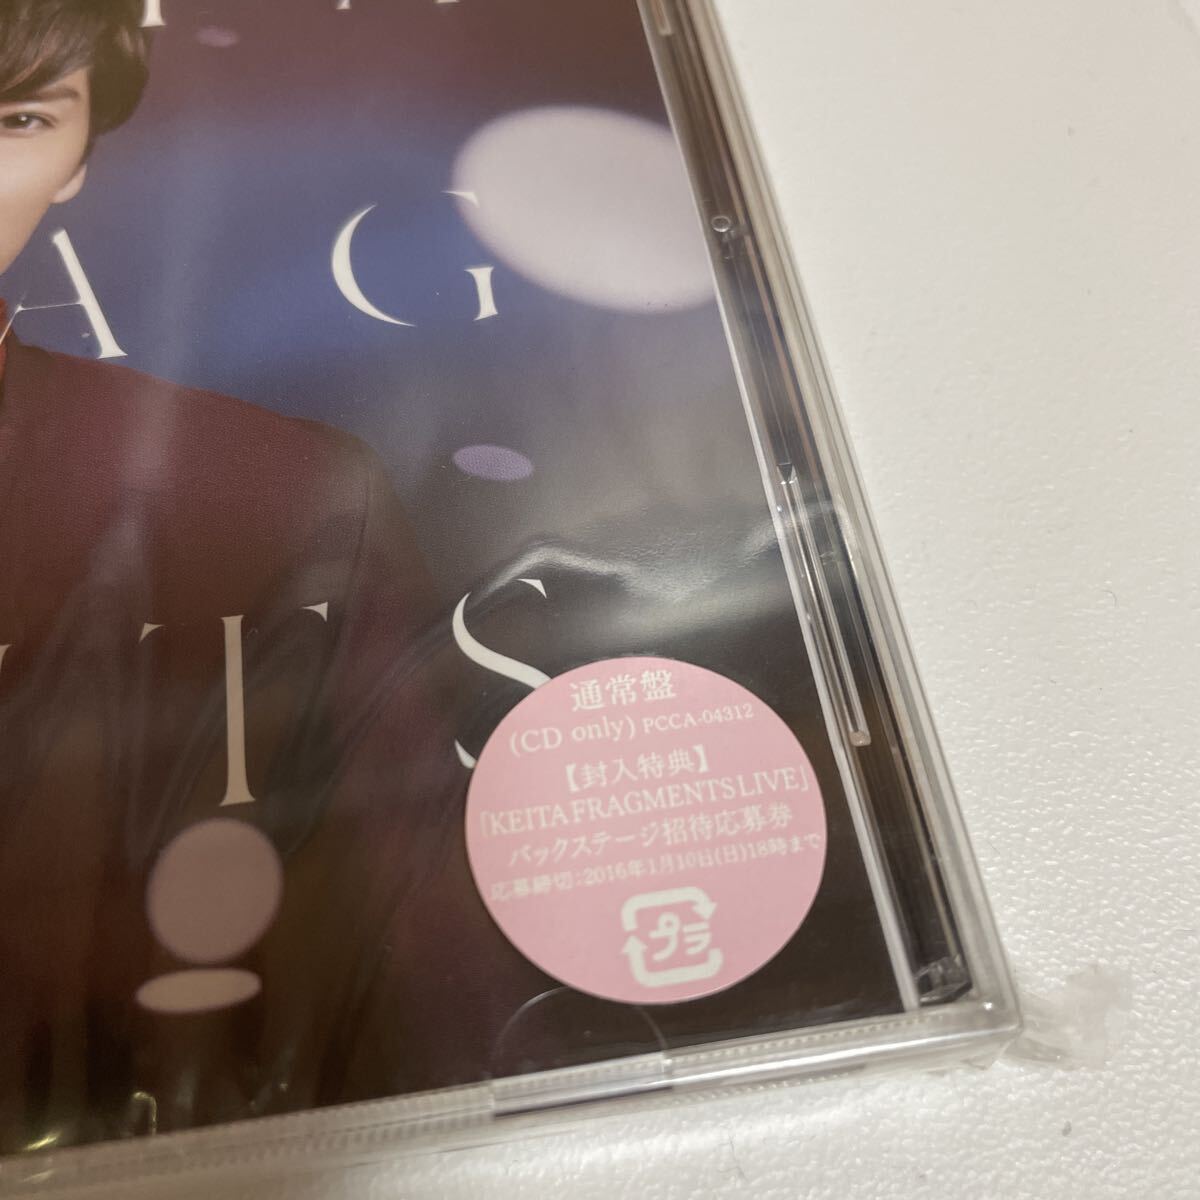 A G
T S
通常盤
(CD only) PCCA-04312
【封入特典】
「KEITA FRAGMENTS LIVE」
バックステージ招待応募券
応募締切：2016年1月10日(日)18時まで
プラ